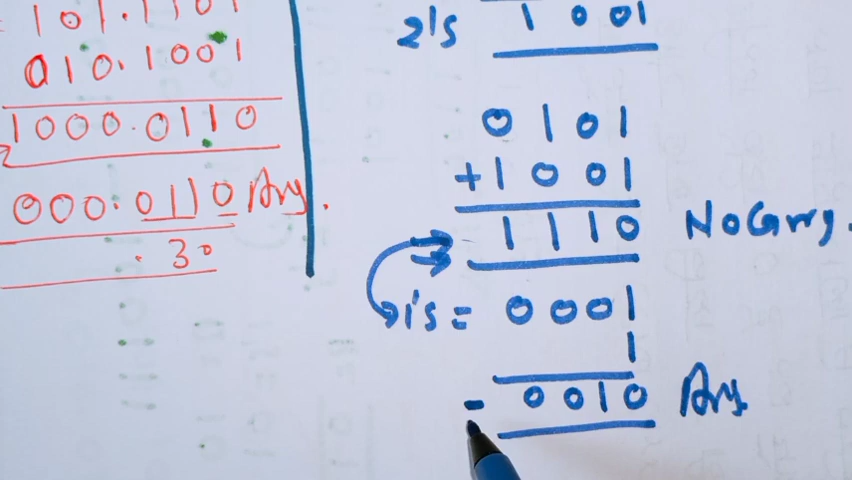 101.1101
010.1001
1000.0110
000.0110 Ans.
.30
2's 1001
0101
+1001
1110 No Carry.
1's = 0001
1
- 0010 Ans